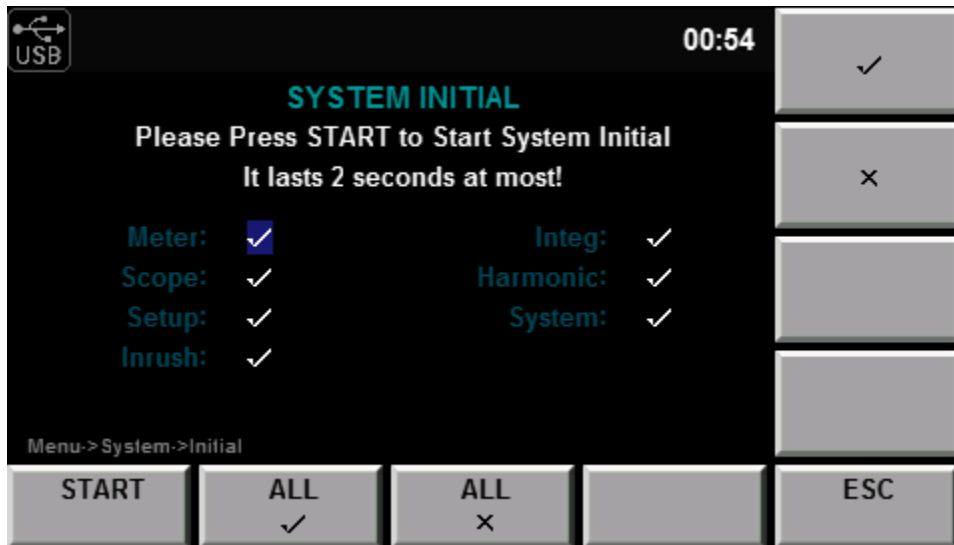 USB
00:54
✓
SYSTEM INITIAL
Please Press START to Start System Initial
It lasts 2 seconds at most!
×
Meter: ✓ Integ: ✓
Scope: ✓ Harmonic: ✓
Setup: ✓ System: ✓
Inrush: ✓
Menu->System->Initial
START ALL ✓ ALL × ESC